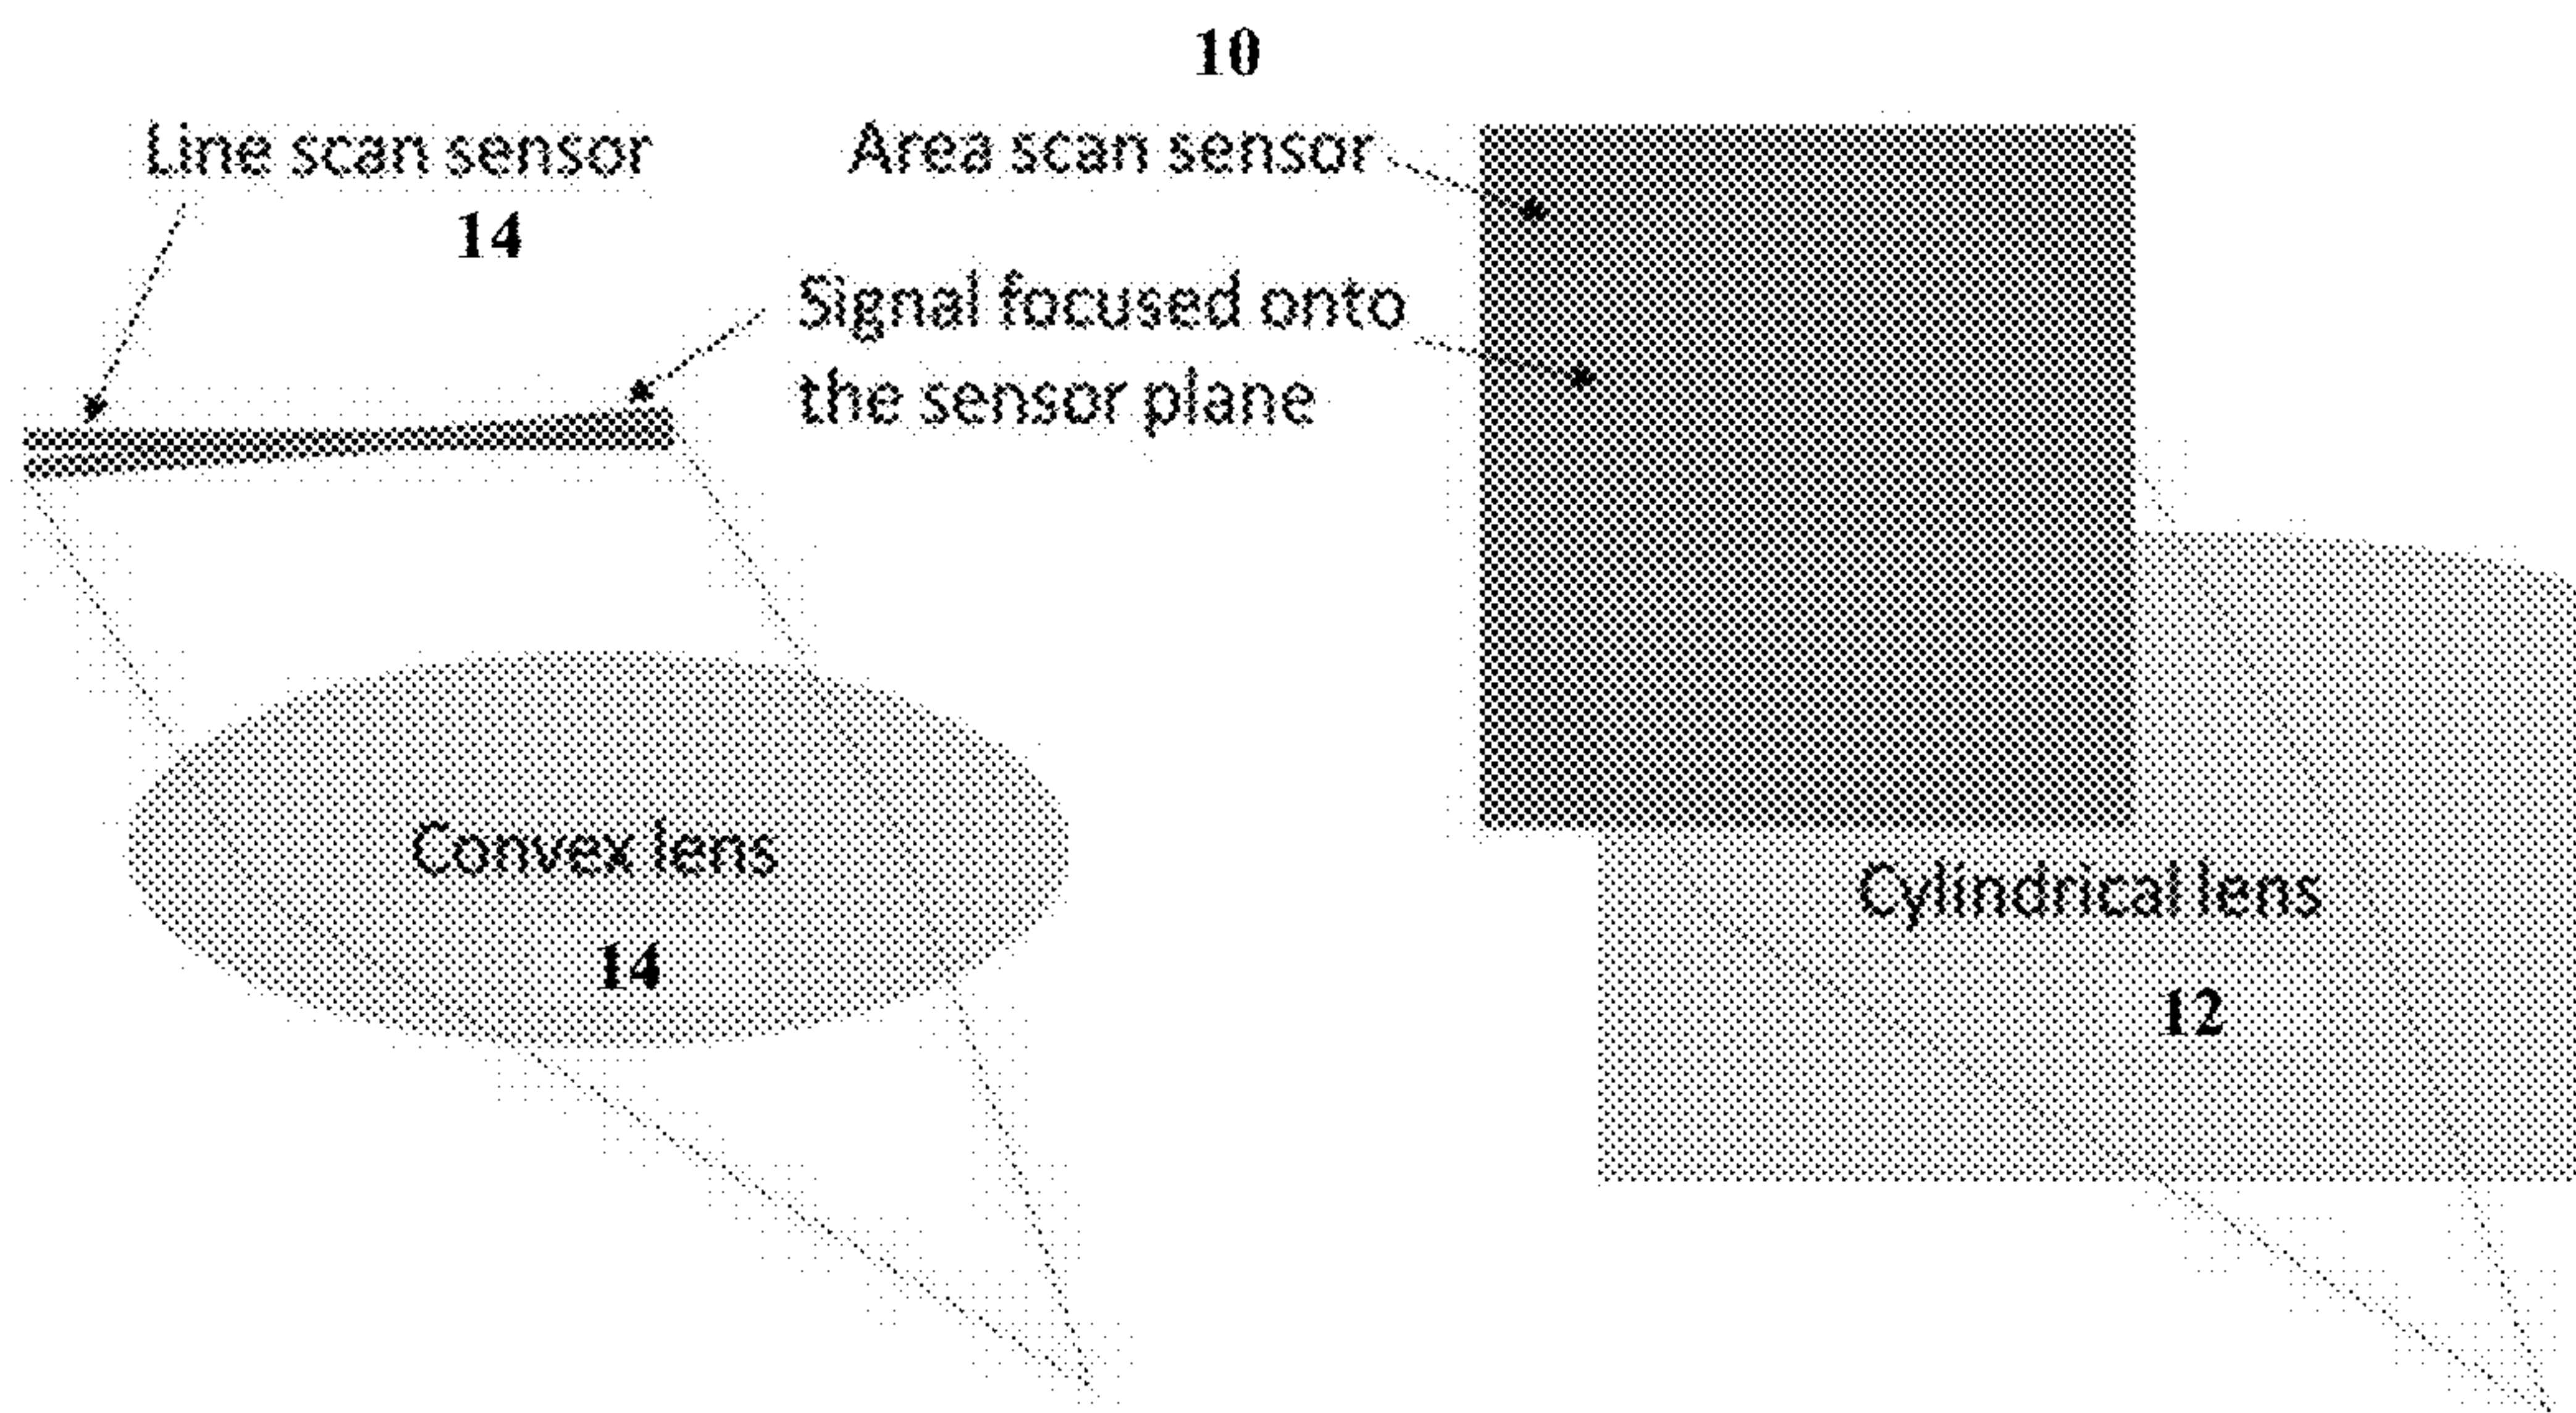 10
Line scan sensor
14
Area scan sensor
Signal focused onto
the sensor plane
Convex lens
14
Cylindrical lens
12